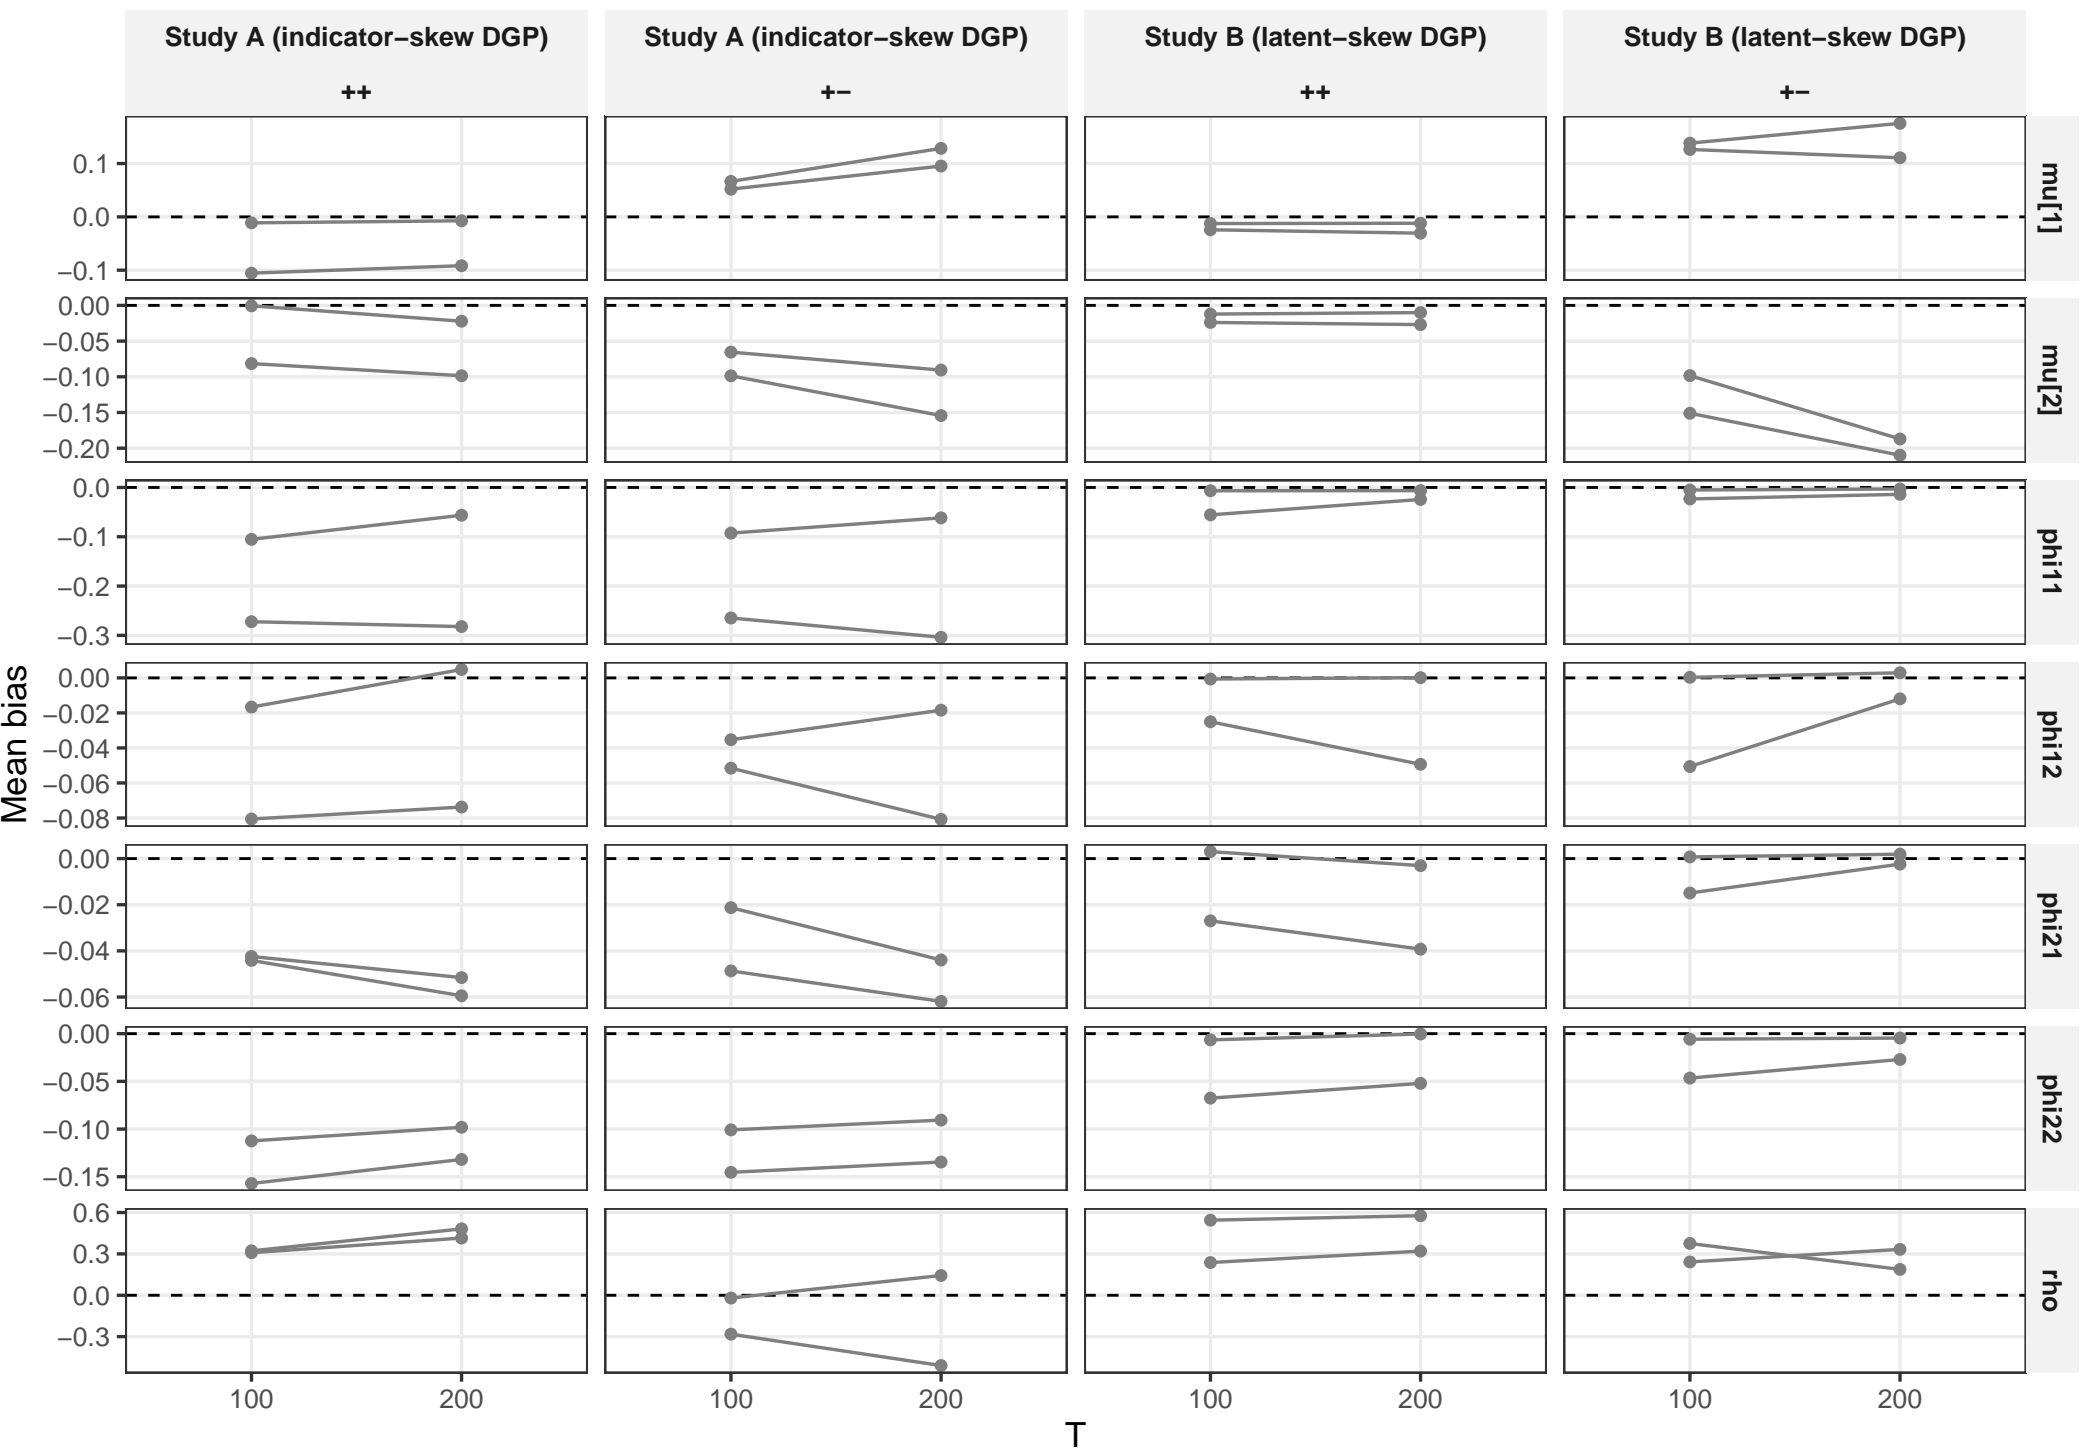 Study A (indicator−skew DGP)
Study A (indicator−skew DGP)
Study B (latent−skew DGP)
Study B (latent−skew DGP)
++
+−
++
+−
0.1
0.0
−0.1
mu[1]
0.00
−0.05
−0.10
−0.15
−0.20
mu[2]
0.0
−0.1
−0.2
−0.3
phi11
0.00
−0.02
−0.04
−0.06
−0.08
phi12
0.00
−0.02
−0.04
−0.06
phi21
0.00
−0.05
−0.10
−0.15
phi22
0.6
0.3
0.0
−0.3
rho
100 200
100 200
100 200
100 200
T
Mean bias